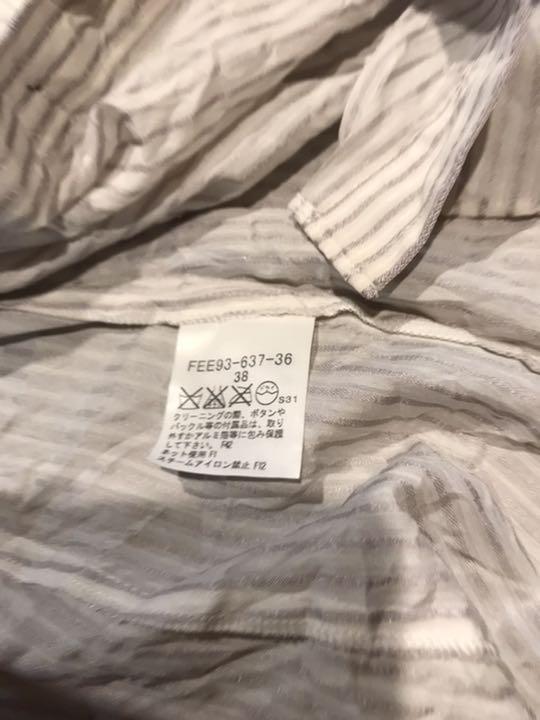 FEE93-637-36
38
S31
クリーニングの際、ボタンや
バックル等の付属品は、取り
外すかアルミ箔等に包み保護
して下さい。 F42
ネット使用 F1
スチームアイロン禁止 F12